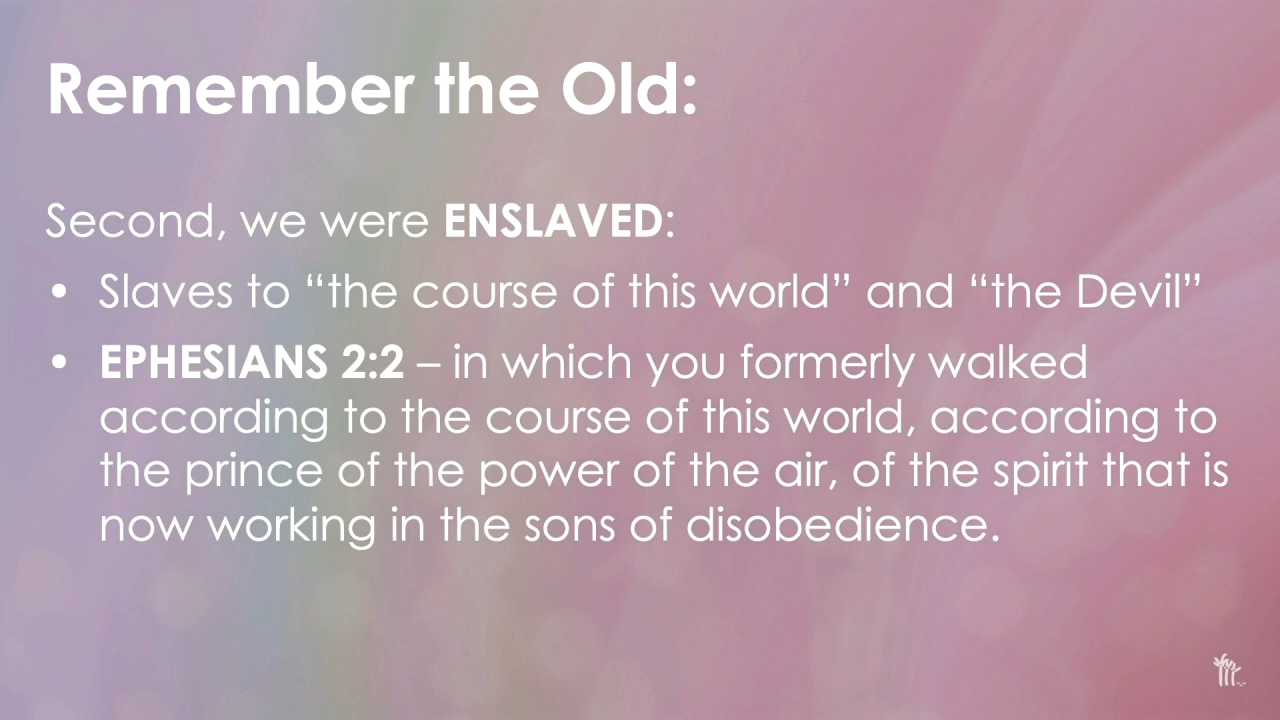 Remember the Old:
Second, we were ENSLAVED:
• Slaves to “the course of this world” and “the Devil”
• EPHESIANS 2:2 – in which you formerly walked
according to the course of this world, according to
the prince of the power of the air, of the spirit that is
now working in the sons of disobedience.